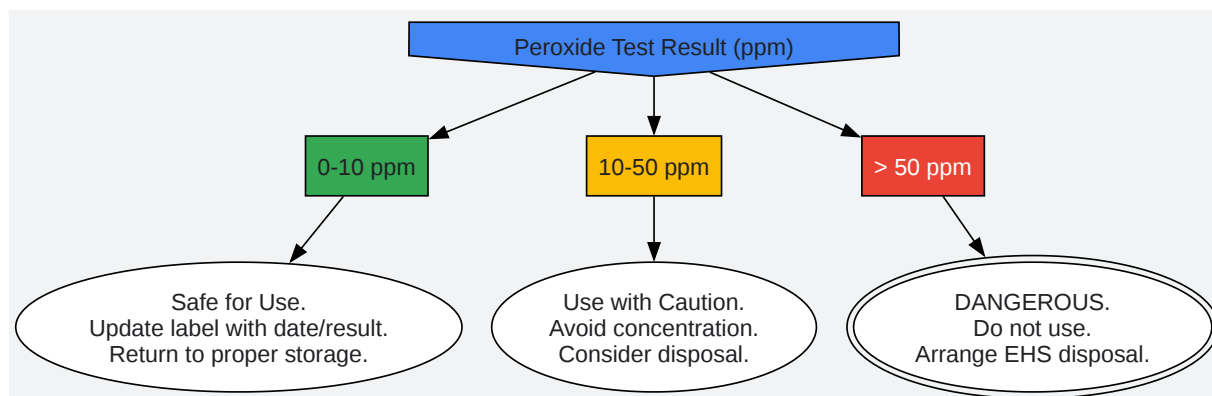 Peroxide Test Result (ppm)
0-10 ppm
10-50 ppm
> 50 ppm
Safe for Use.
Update label with date/result.
Return to proper storage.
Use with Caution.
Avoid concentration.
Consider disposal.
DANGEROUS.
Do not use.
Arrange EHS disposal.